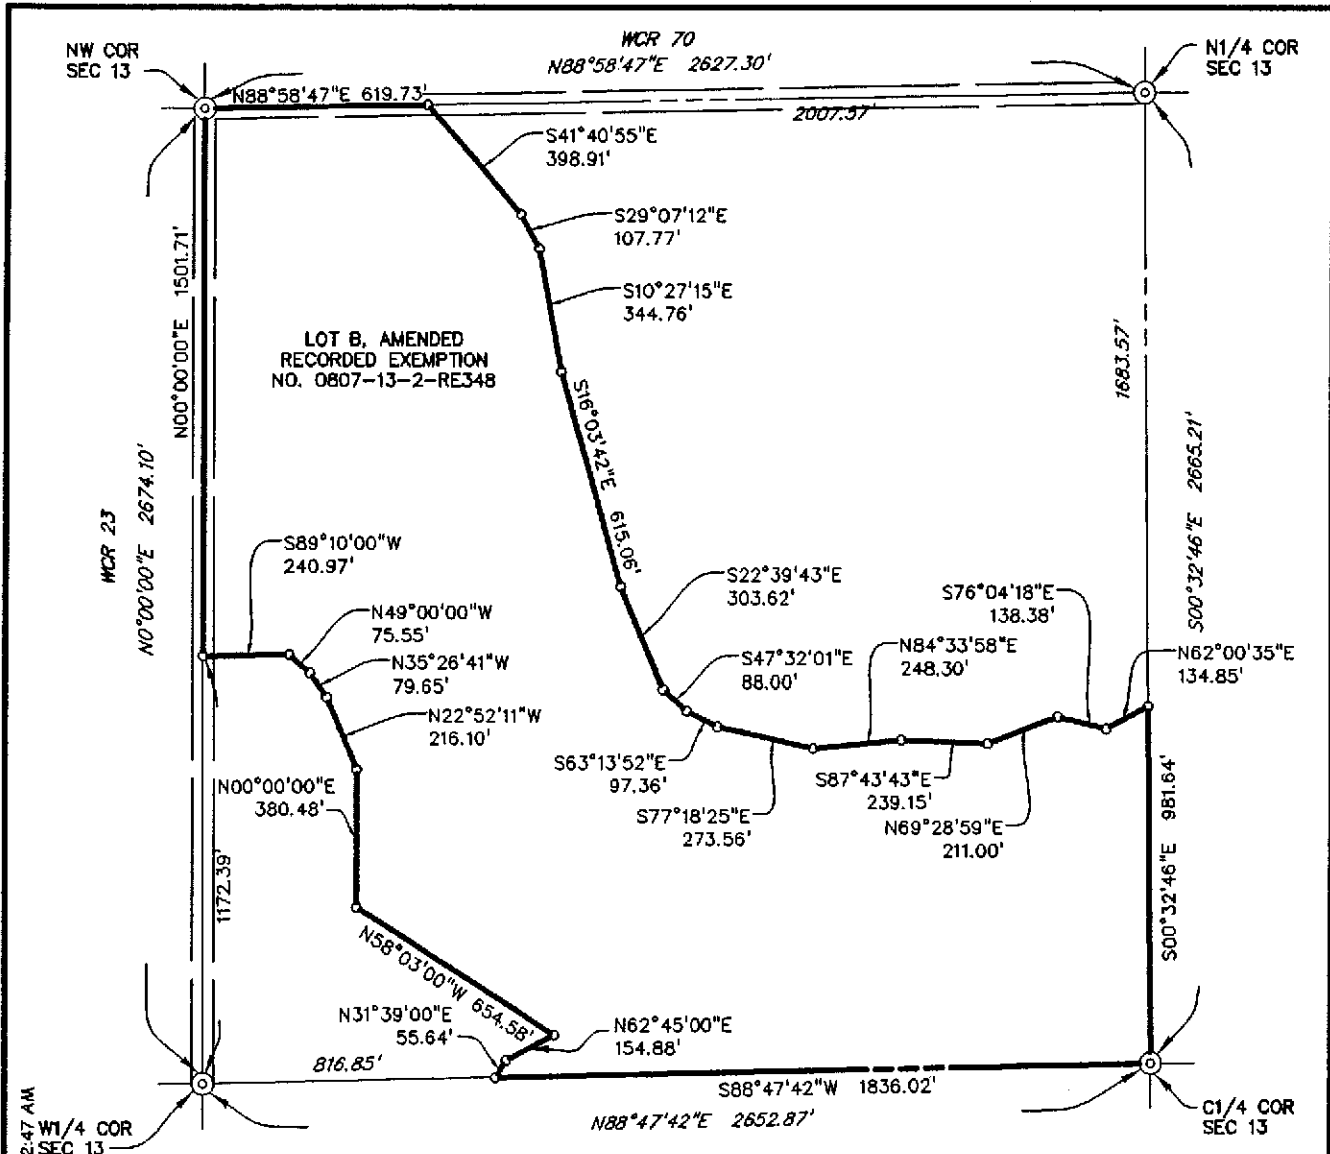 WCR 70
N88°58'47"E 2627.30'
NW COR
SEC 13
N1/4 COR
SEC 13
N88°58'47"E 619.73'
2007.57'
S41°40'55"E
398.91'
S29°07'12"E
107.77'
S10°27'15"E
344.76'
N00°00'00"E 1501.71'
LOT B, AMENDED
RECORDED EXEMPTION
NO. 0807-13-2-RE348
1683.57'
S16°03'42"E 615.06'
WCR 23
N0°00'00"E 2674.10'
S00°32'46"E 2665.21'
S89°10'00"W
240.97'
N49°00'00"W
75.55'
N35°26'41"W
79.65'
N22°52'11"W
216.10'
N00°00'00"E
380.48'
S22°39'43"E
303.62'
S47°32'01"E
88.00'
S63°13'52"E
97.36'
S77°18'25"E
273.56'
N84°33'58"E
248.30'
S87°43'43"E
239.15'
N69°28'59"E
211.00'
S76°04'18"E
138.38'
N62°00'35"E
134.85'
S00°32'46"E 981.64'
1172.39'
N58°03'00"W 654.58'
N31°39'00"E
55.64'
N62°45'00"E
154.88'
816.85'
S88°47'42"W 1836.02'
N88°47'42"E 2652.87'
W1/4 COR
SEC 13
C1/4 COR
SEC 13
2:47 AM